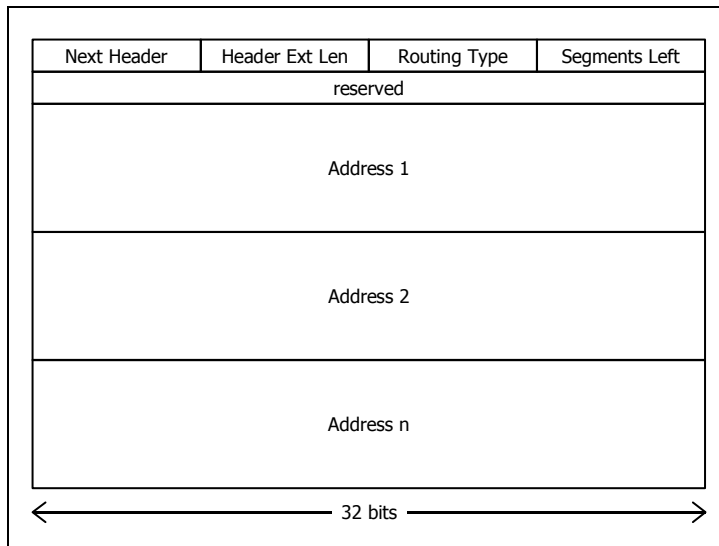 Next Header Header Ext Len Routing Type Segments Left
reserved
Address 1
Address 2
Address n
32 bits